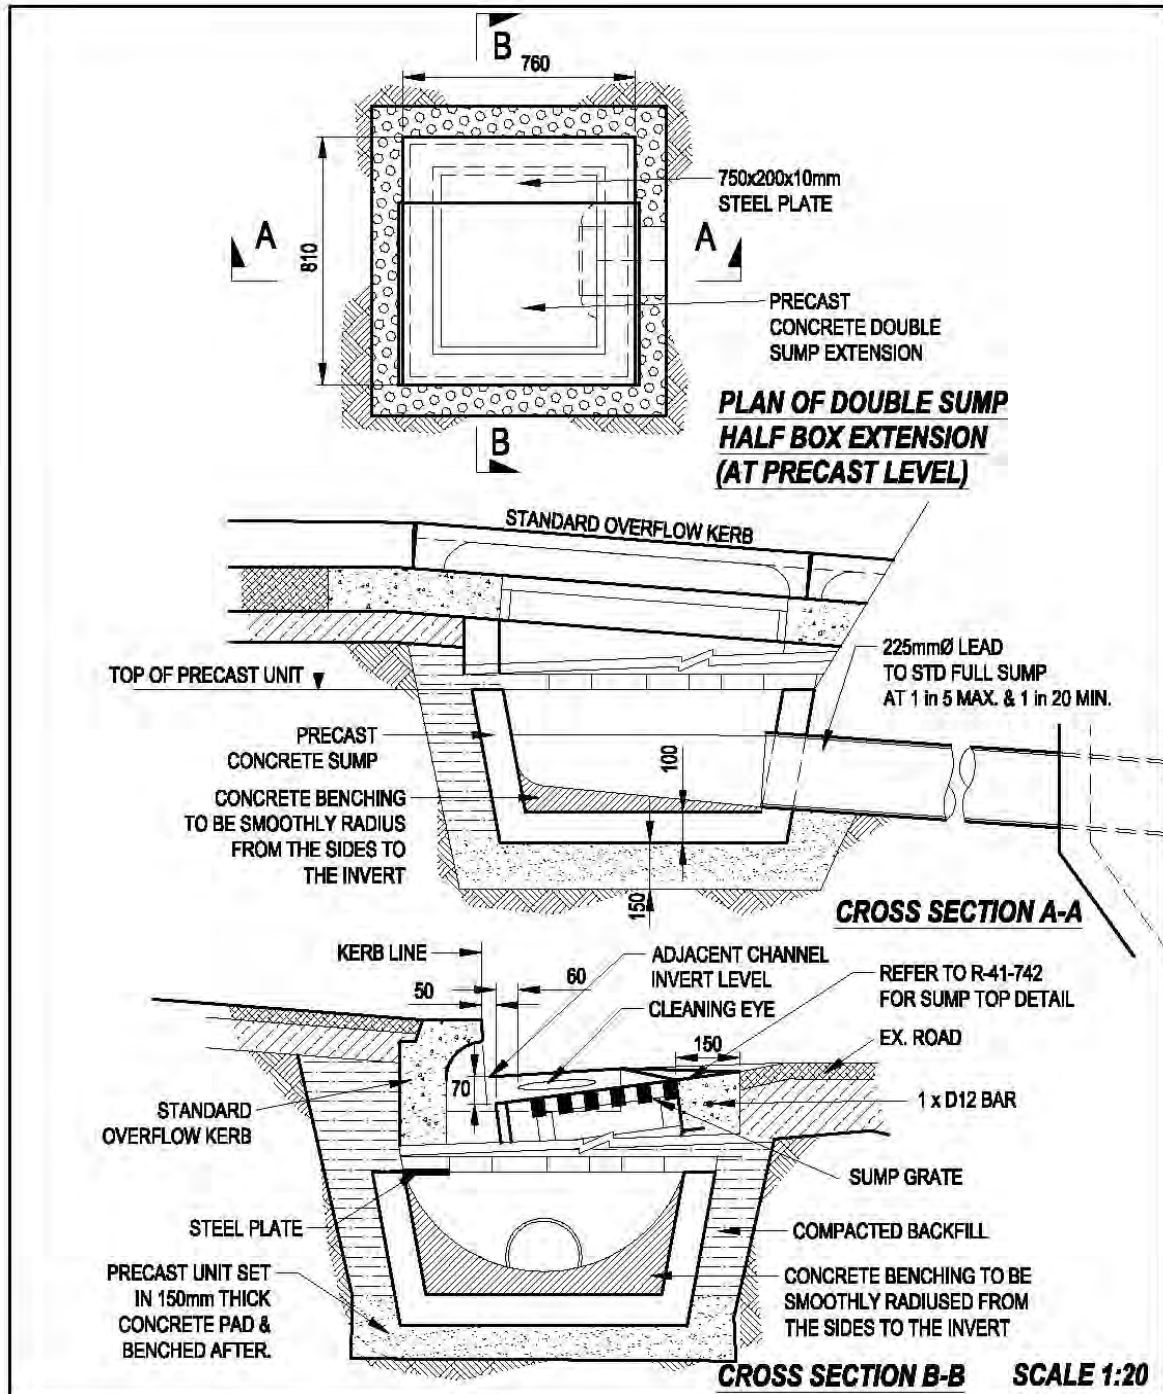 B
760
750x200x10mm
STEEL PLATE
A
A
810
PRECAST
CONCRETE DOUBLE
SUMP EXTENSION
B
PLAN OF DOUBLE SUMP
HALF BOX EXTENSION
(AT PRECAST LEVEL)
STANDARD OVERFLOW KERB
225mmØ LEAD
TO STD FULL SUMP
AT 1 in 5 MAX. & 1 in 20 MIN.
TOP OF PRECAST UNIT
PRECAST
CONCRETE SUMP
100
CONCRETE BENCHING
TO BE SMOOTHLY RADIUS
FROM THE SIDES TO
THE INVERT
150
CROSS SECTION A-A
KERB LINE
ADJACENT CHANNEL
INVERT LEVEL
REFER TO R-41-742
FOR SUMP TOP DETAIL
50
60
CLEANING EYE
150
EX. ROAD
70
STANDARD
OVERFLOW KERB
1 x D12 BAR
SUMP GRATE
STEEL PLATE
COMPACTED BACKFILL
PRECAST UNIT SET
IN 150mm THICK
CONCRETE PAD &
BENCHED AFTER.
CONCRETE BENCHING TO BE
SMOOTHLY RADIUSED FROM
THE SIDES TO THE INVERT
CROSS SECTION B-B SCALE 1:20